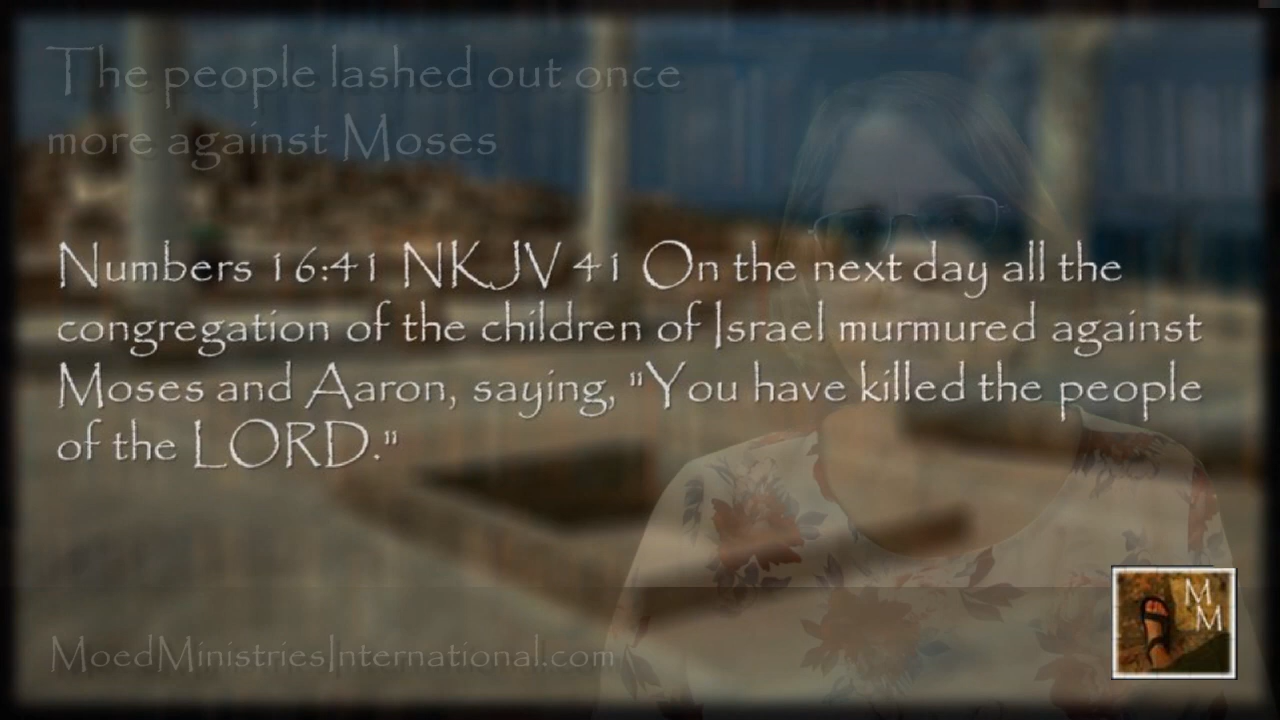 The people lashed out once
more against Moses
Numbers 16:41 NKJV 41 On the next day all the
congregation of the children of Israel murmured against
Moses and Aaron, saying, "You have killed the people
of the LORD."
MoedMinistriesInternational.com
M
M